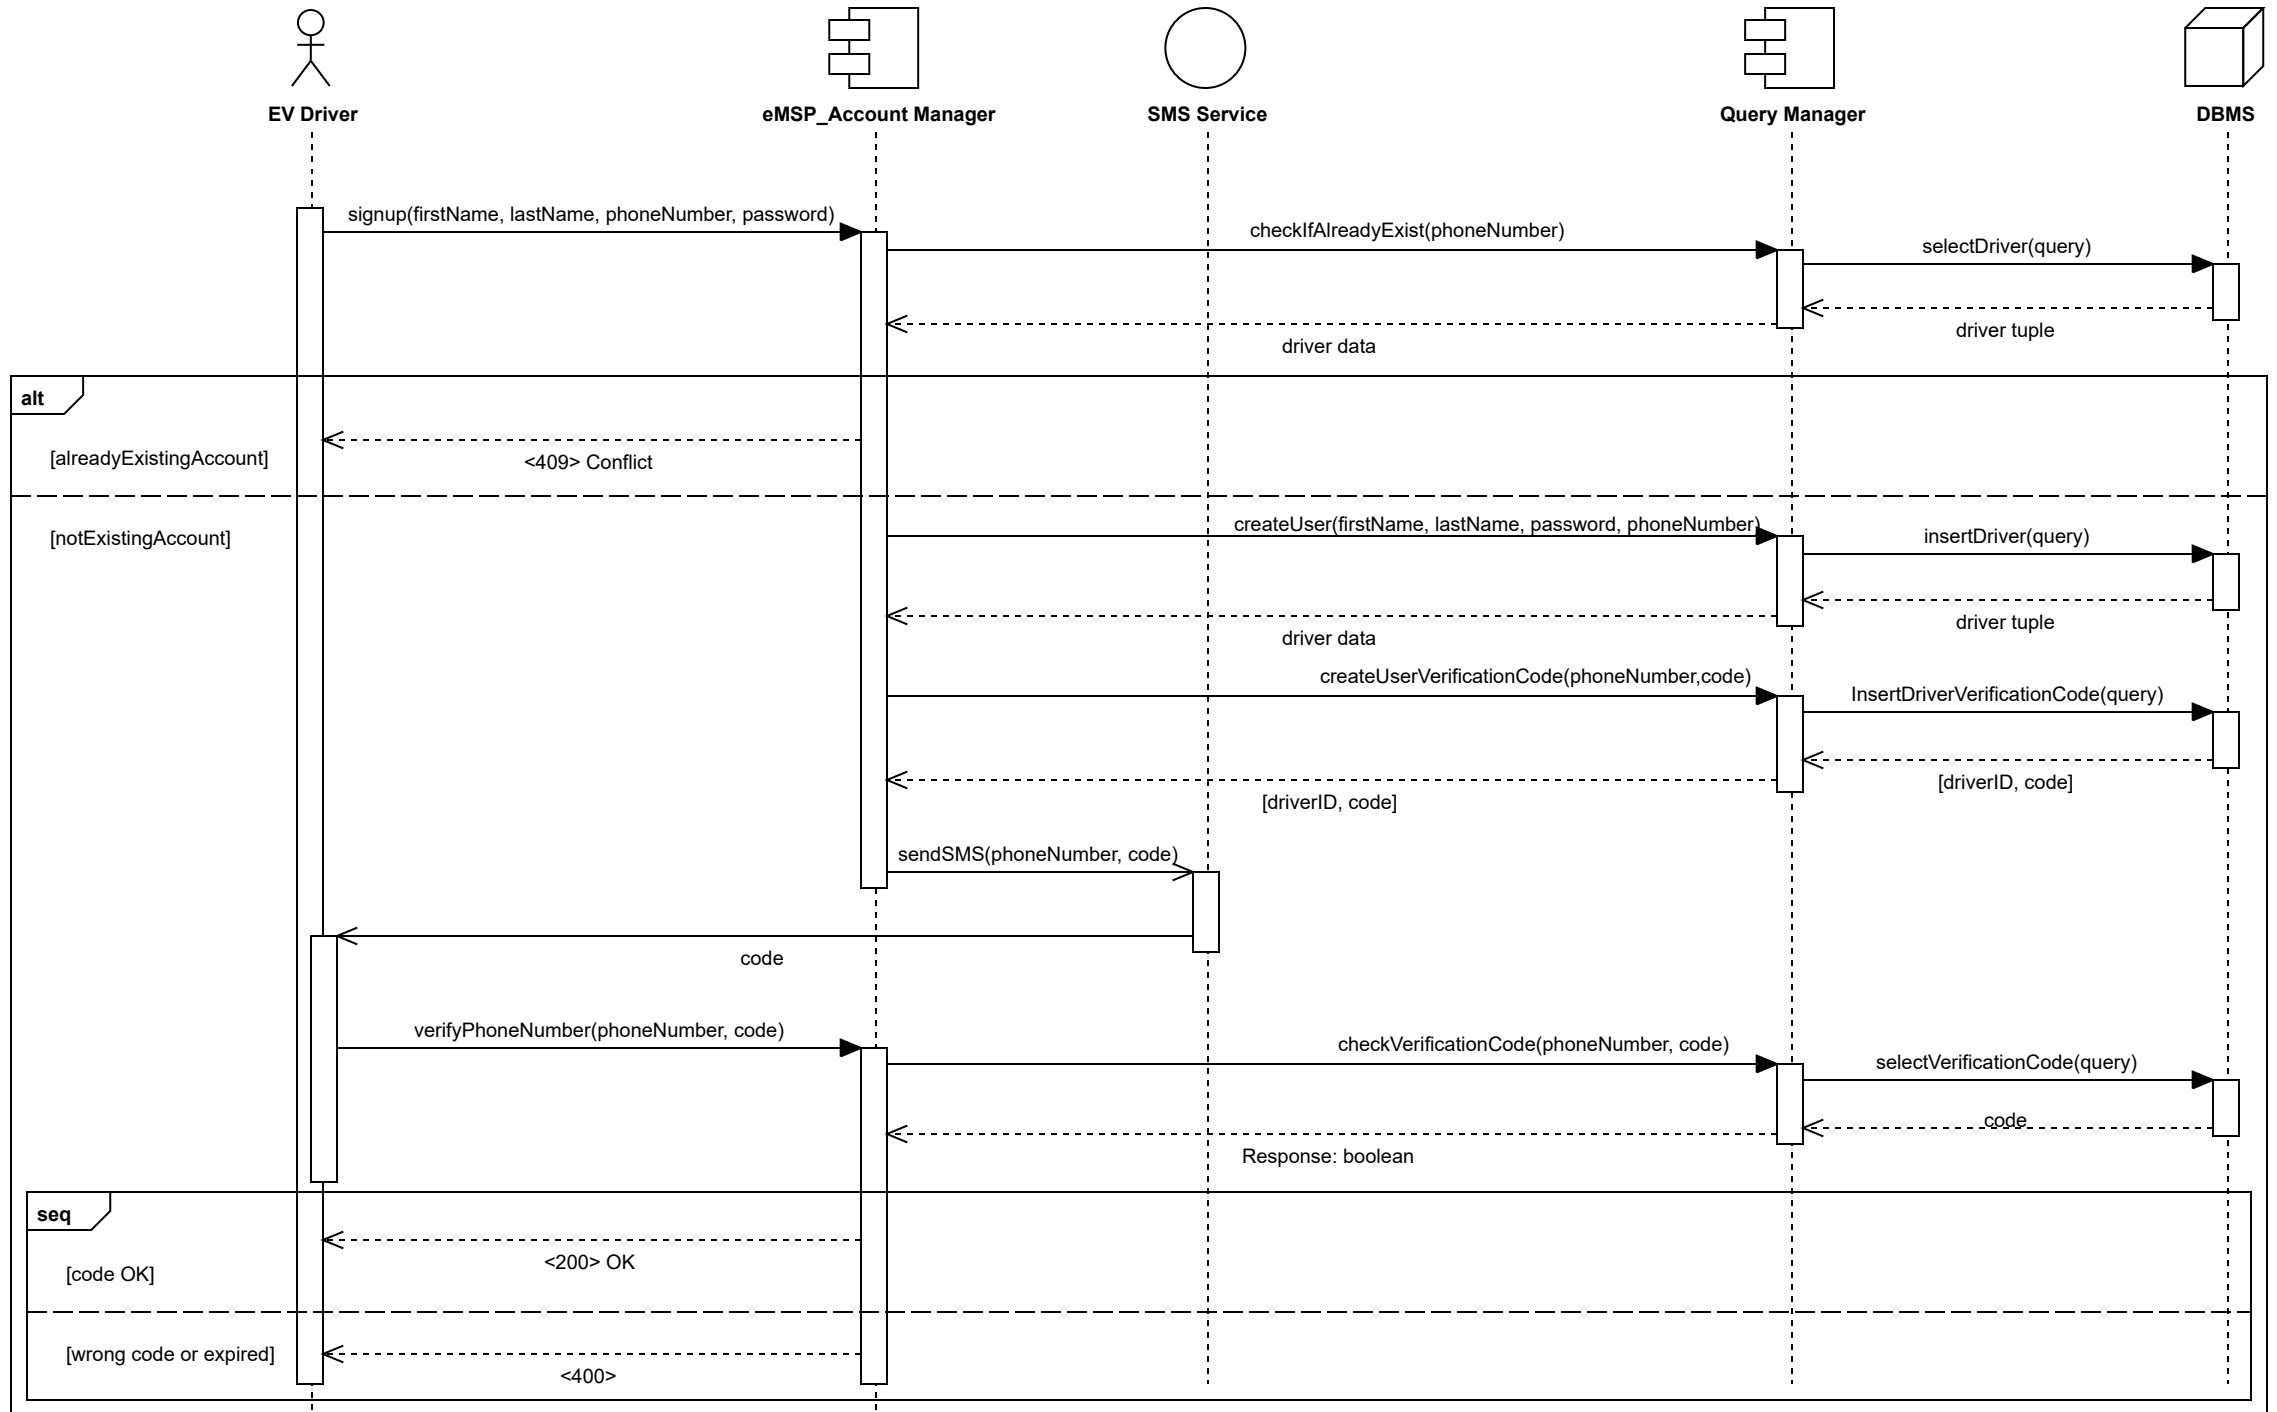 EV Driver
eMSP_Account Manager
SMS Service
Query Manager
DBMS
signup(firstName, lastName, phoneNumber, password)
checkIfAlreadyExist(phoneNumber)
selectDriver(query)
driver tuple
driver data
alt
[alreadyExistingAccount]
<409> Conflict
[notExistingAccount]
createUser(firstName, lastName, password, phoneNumber)
insertDriver(query)
driver tuple
driver data
createUserVerificationCode(phoneNumber,code)
InsertDriverVerificationCode(query)
[driverID, code]
[driverID, code]
sendSMS(phoneNumber, code)
code
verifyPhoneNumber(phoneNumber, code)
checkVerificationCode(phoneNumber, code)
selectVerificationCode(query)
code
Response: boolean
seq
<200> OK
[code OK]
[wrong code or expired]
<400>